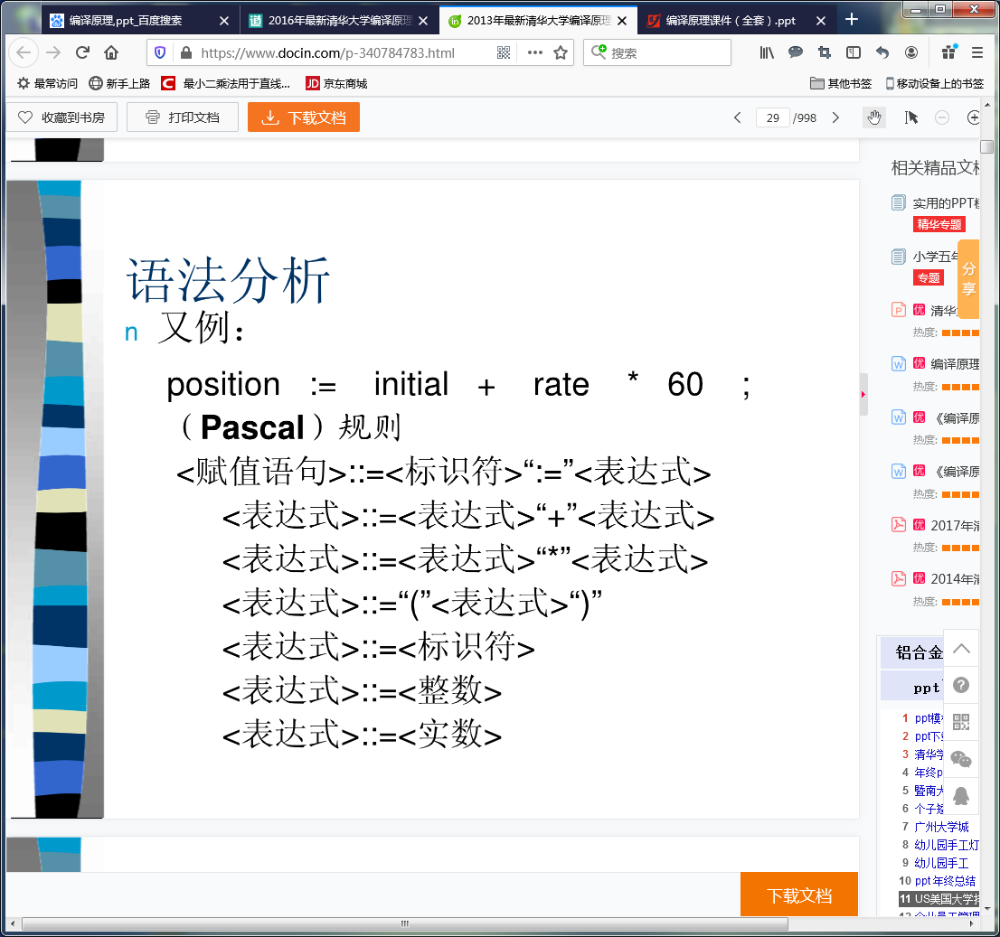 编译原理.ppt_百度搜索
2016年最新清华大学编译原理
2013年最新清华大学编译原理
编译原理课件（全套）.ppt
https://www.docin.com/p-340784783.html
搜索
最常访问 新手上路 最小二乘法用于直线... 京东商城 其他书签 移动设备上的书签
收藏到书房 打印文档 下载文档 29 /998
相关精品文档
实用的PPT模
精华专题
小学五年
专题
分享
语法分析
n 又例：
position := initial + rate * 60 ;
（Pascal）规则
<赋值语句>::=<标识符>“:=”<表达式>
<表达式>::=<表达式>“+”<表达式>
<表达式>::=<表达式>“*”<表达式>
<表达式>::=“(”<表达式>“)”
<表达式>::=<标识符>
<表达式>::=<整数>
<表达式>::=<实数>
优 清华
热度:
优 编译原理
热度:
优 《编译原
热度:
优 《编译原
热度:
优 2017年清
热度:
优 2014年清
热度:
铝合金
ppt
1 ppt模
2 ppt下载
3 清华学
4 年终p
5 暨南大
6 个子矮
7 广州大学城
8 幼儿园手工灯
9 幼儿园手工
10 ppt 年终总结
11 US美国大学排
下载文档